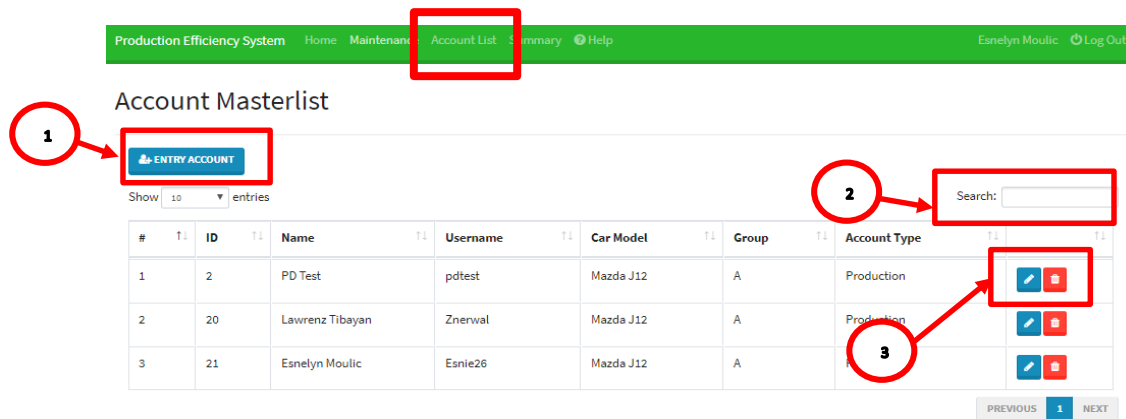 Production Efficiency System Home Maintenance Account List Summary Help Esnelyn Moulic Log Out
Account Masterlist
1
ENTRY ACCOUNT
2
Show 10 entries Search:
# ID Name Username Car Model Group Account Type
1 2 PD Test pdtest Mazda J12 A Production
2 20 Lawrenz Tibayan Znerwal Mazda J12 A Production
3
3 21 Esnelyn Moulic Esnie26 Mazda J12 A
PREVIOUS 1 NEXT